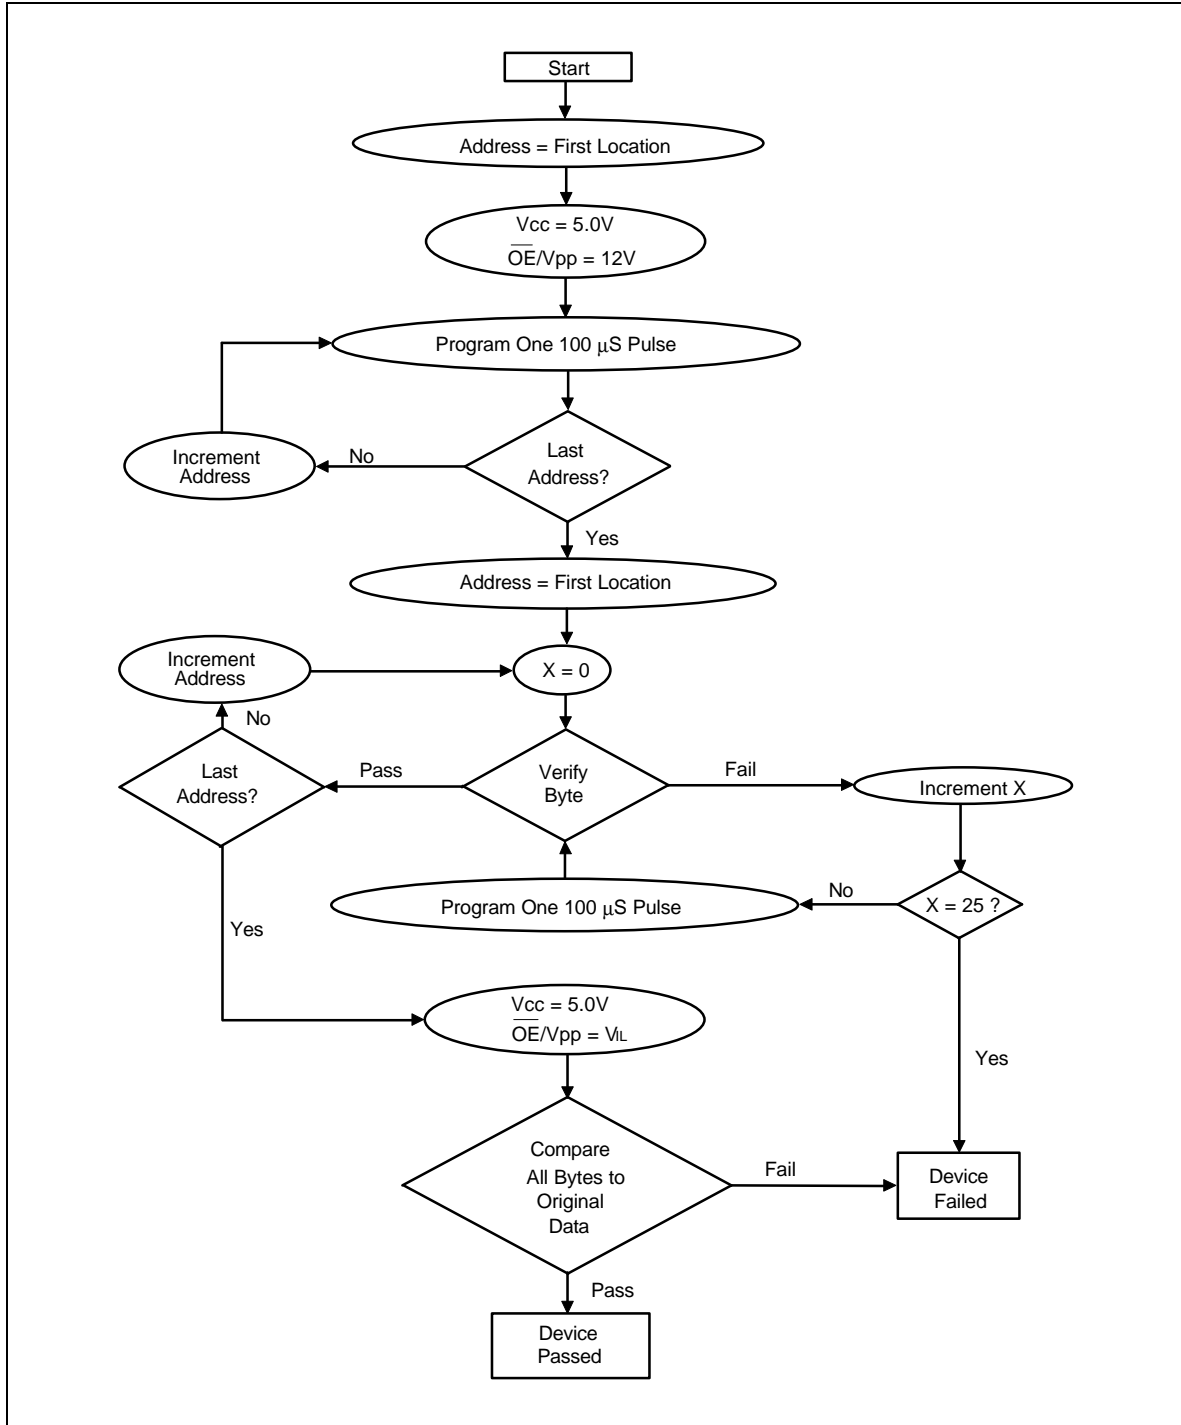 Start
Address = First Location
Vcc = 5.0V
O̅E̅/Vpp = 12V
Program One 100 µS Pulse
Last
Address?
No
Increment
Address
Yes
Address = First Location
Increment
Address
X = 0
No
Last
Address?
Pass
Verify
Byte
Fail
Increment X
No
X = 25 ?
Program One 100 µS Pulse
Yes
Vcc = 5.0V
O̅E̅/Vpp = VIL
Yes
Compare
All Bytes to
Original
Data
Fail
Device
Failed
Pass
Device
Passed